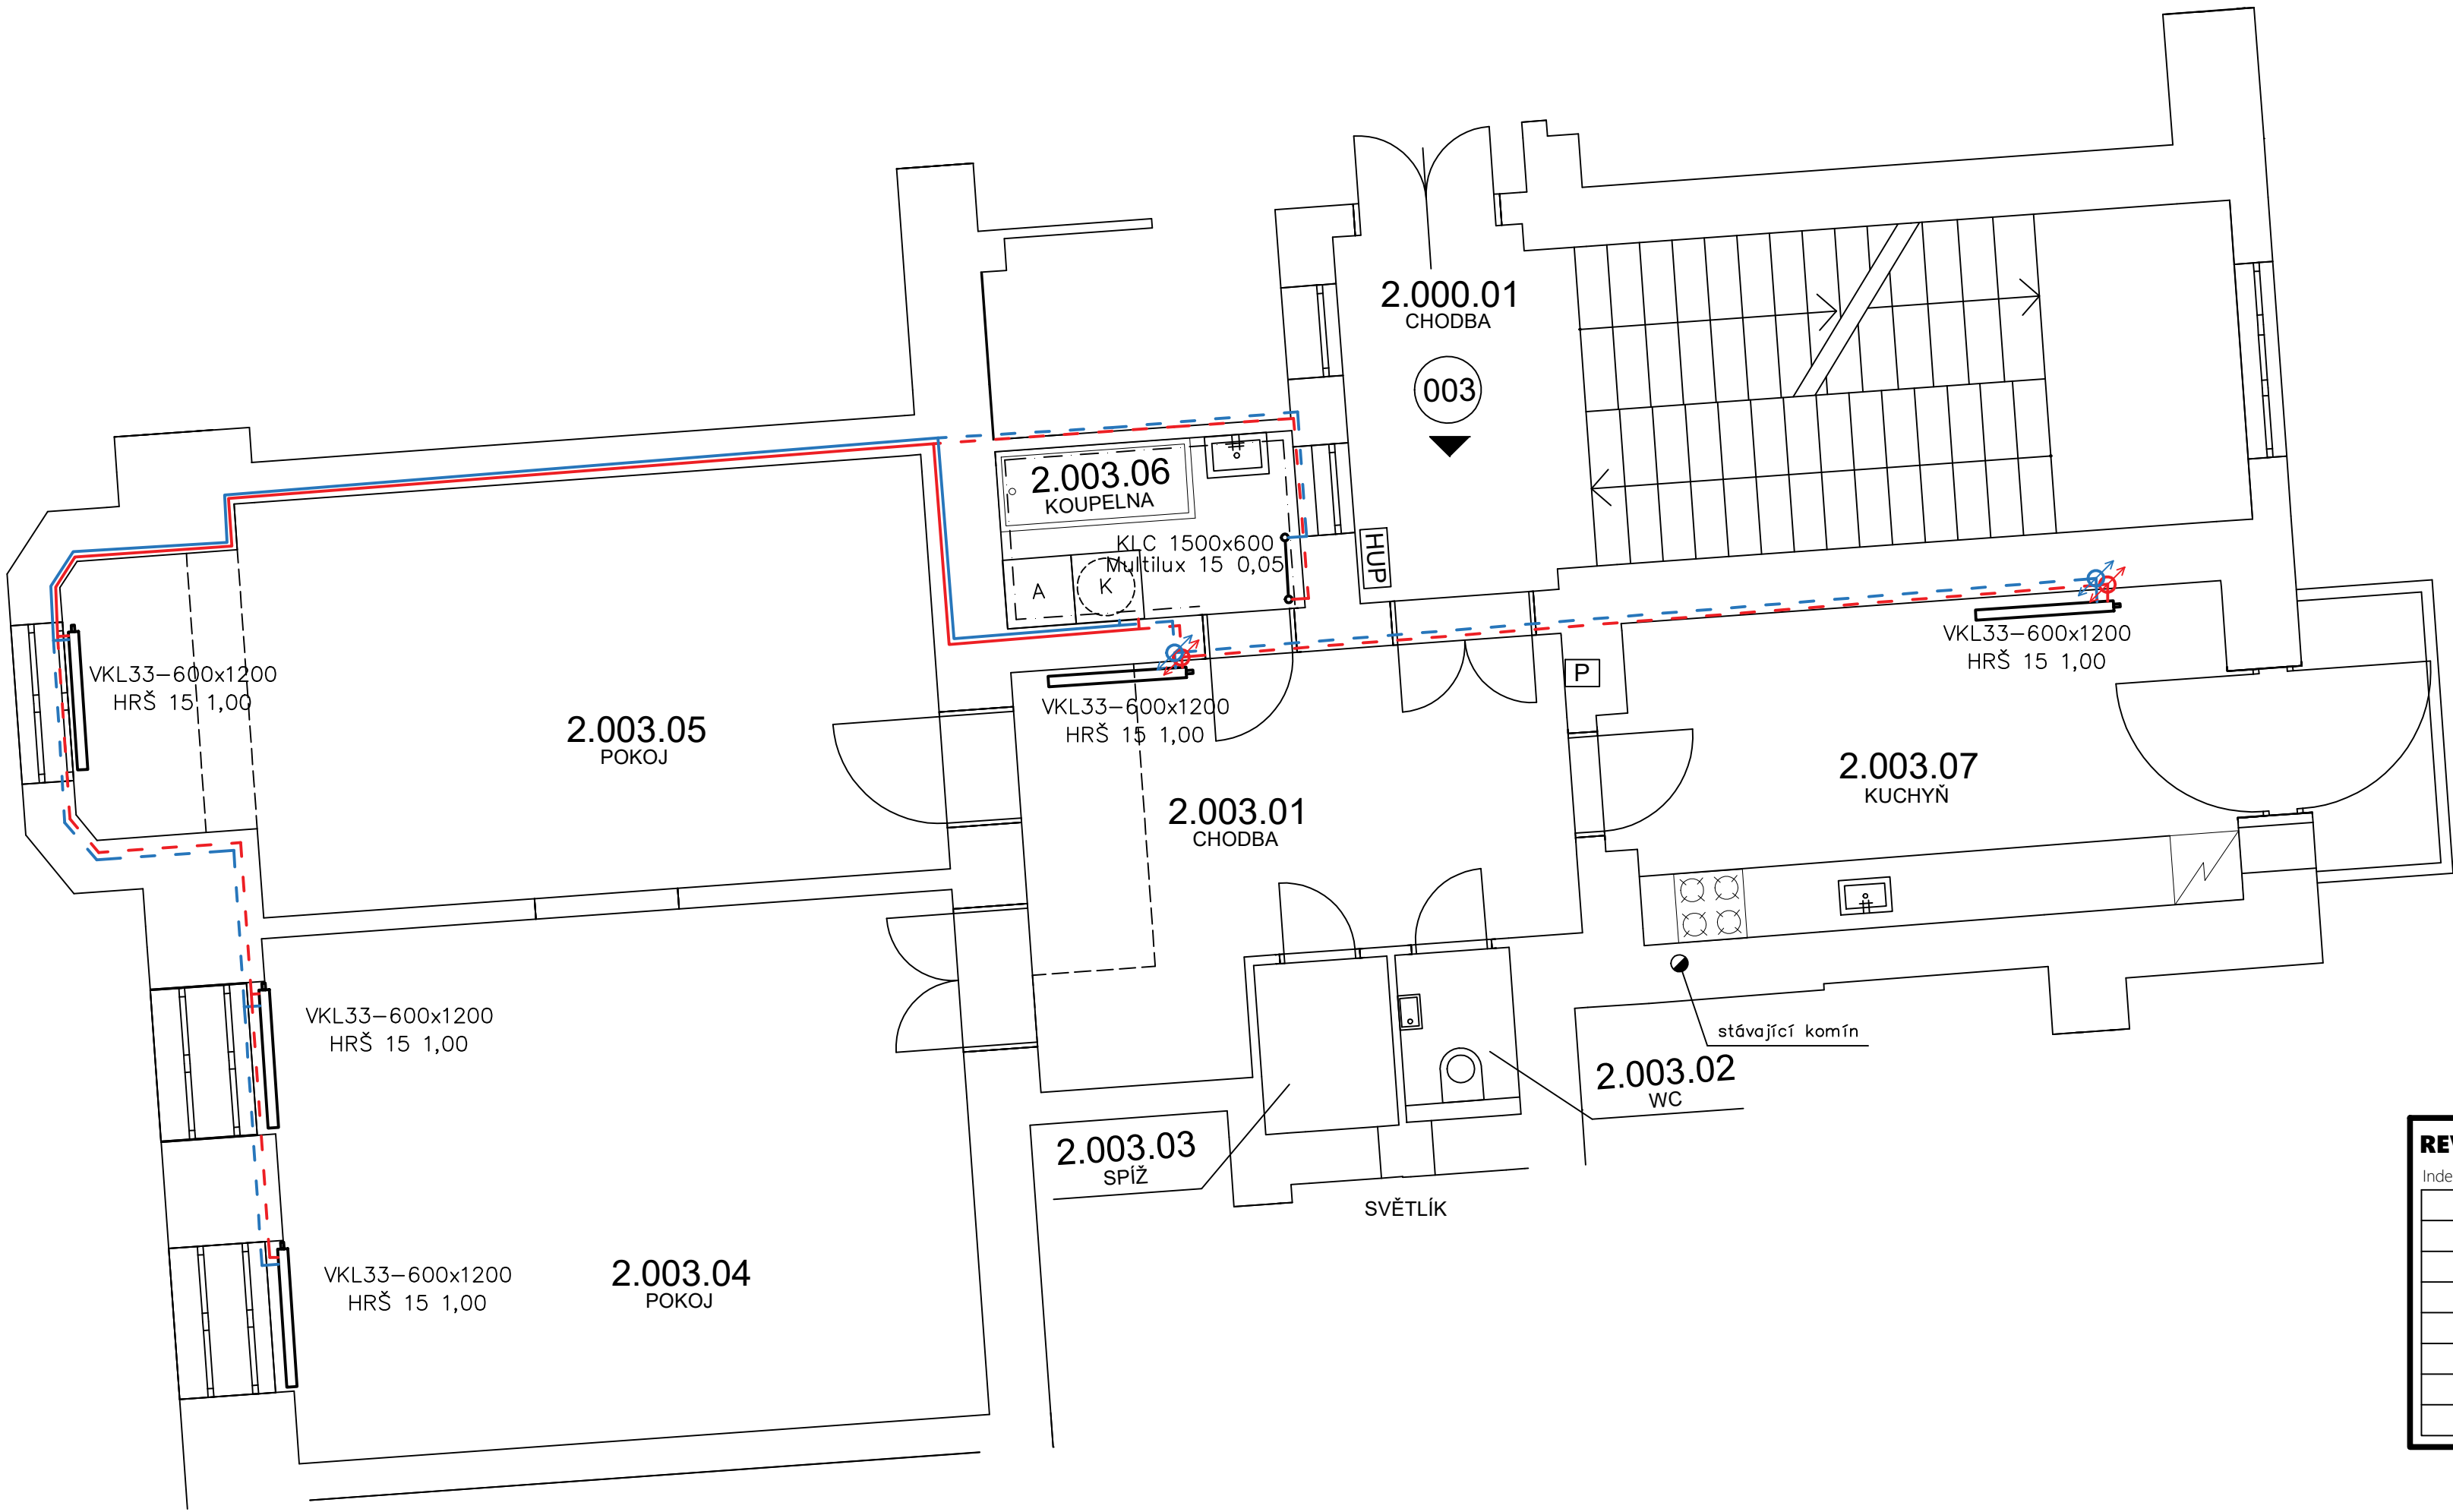 2.000.01
CHODBA
003
2.003.06
KOUPELNA
KLC 1500x600
Multilux 15 0,05
A
K
HUP
VKL33-600x1200
HRŠ 15 1,00
VKL33-600x1200
HRŠ 15 1,00
P
VKL33-600x1200
HRŠ 15 1,00
2.003.05
POKOJ
2.003.07
KUCHYŇ
2.003.01
CHODBA
VKL33-600x1200
HRŠ 15 1,00
stávající komín
2.003.02
WC
2.003.03
SPÍŽ
SVĚTLÍK
VKL33-600x1200
HRŠ 15 1,00
2.003.04
POKOJ